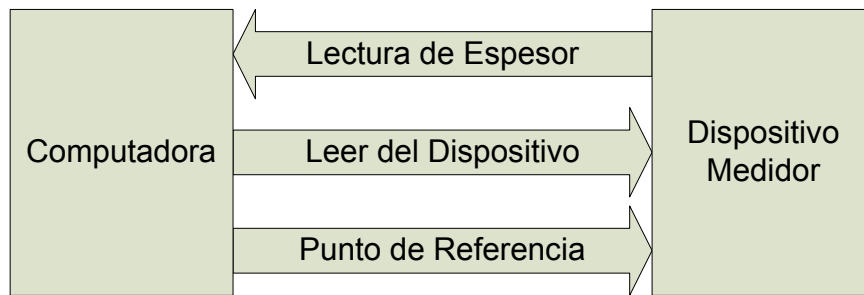 Lectura de Espesor
Computadora
Leer del Dispositivo
Dispositivo
Medidor
Punto de Referencia